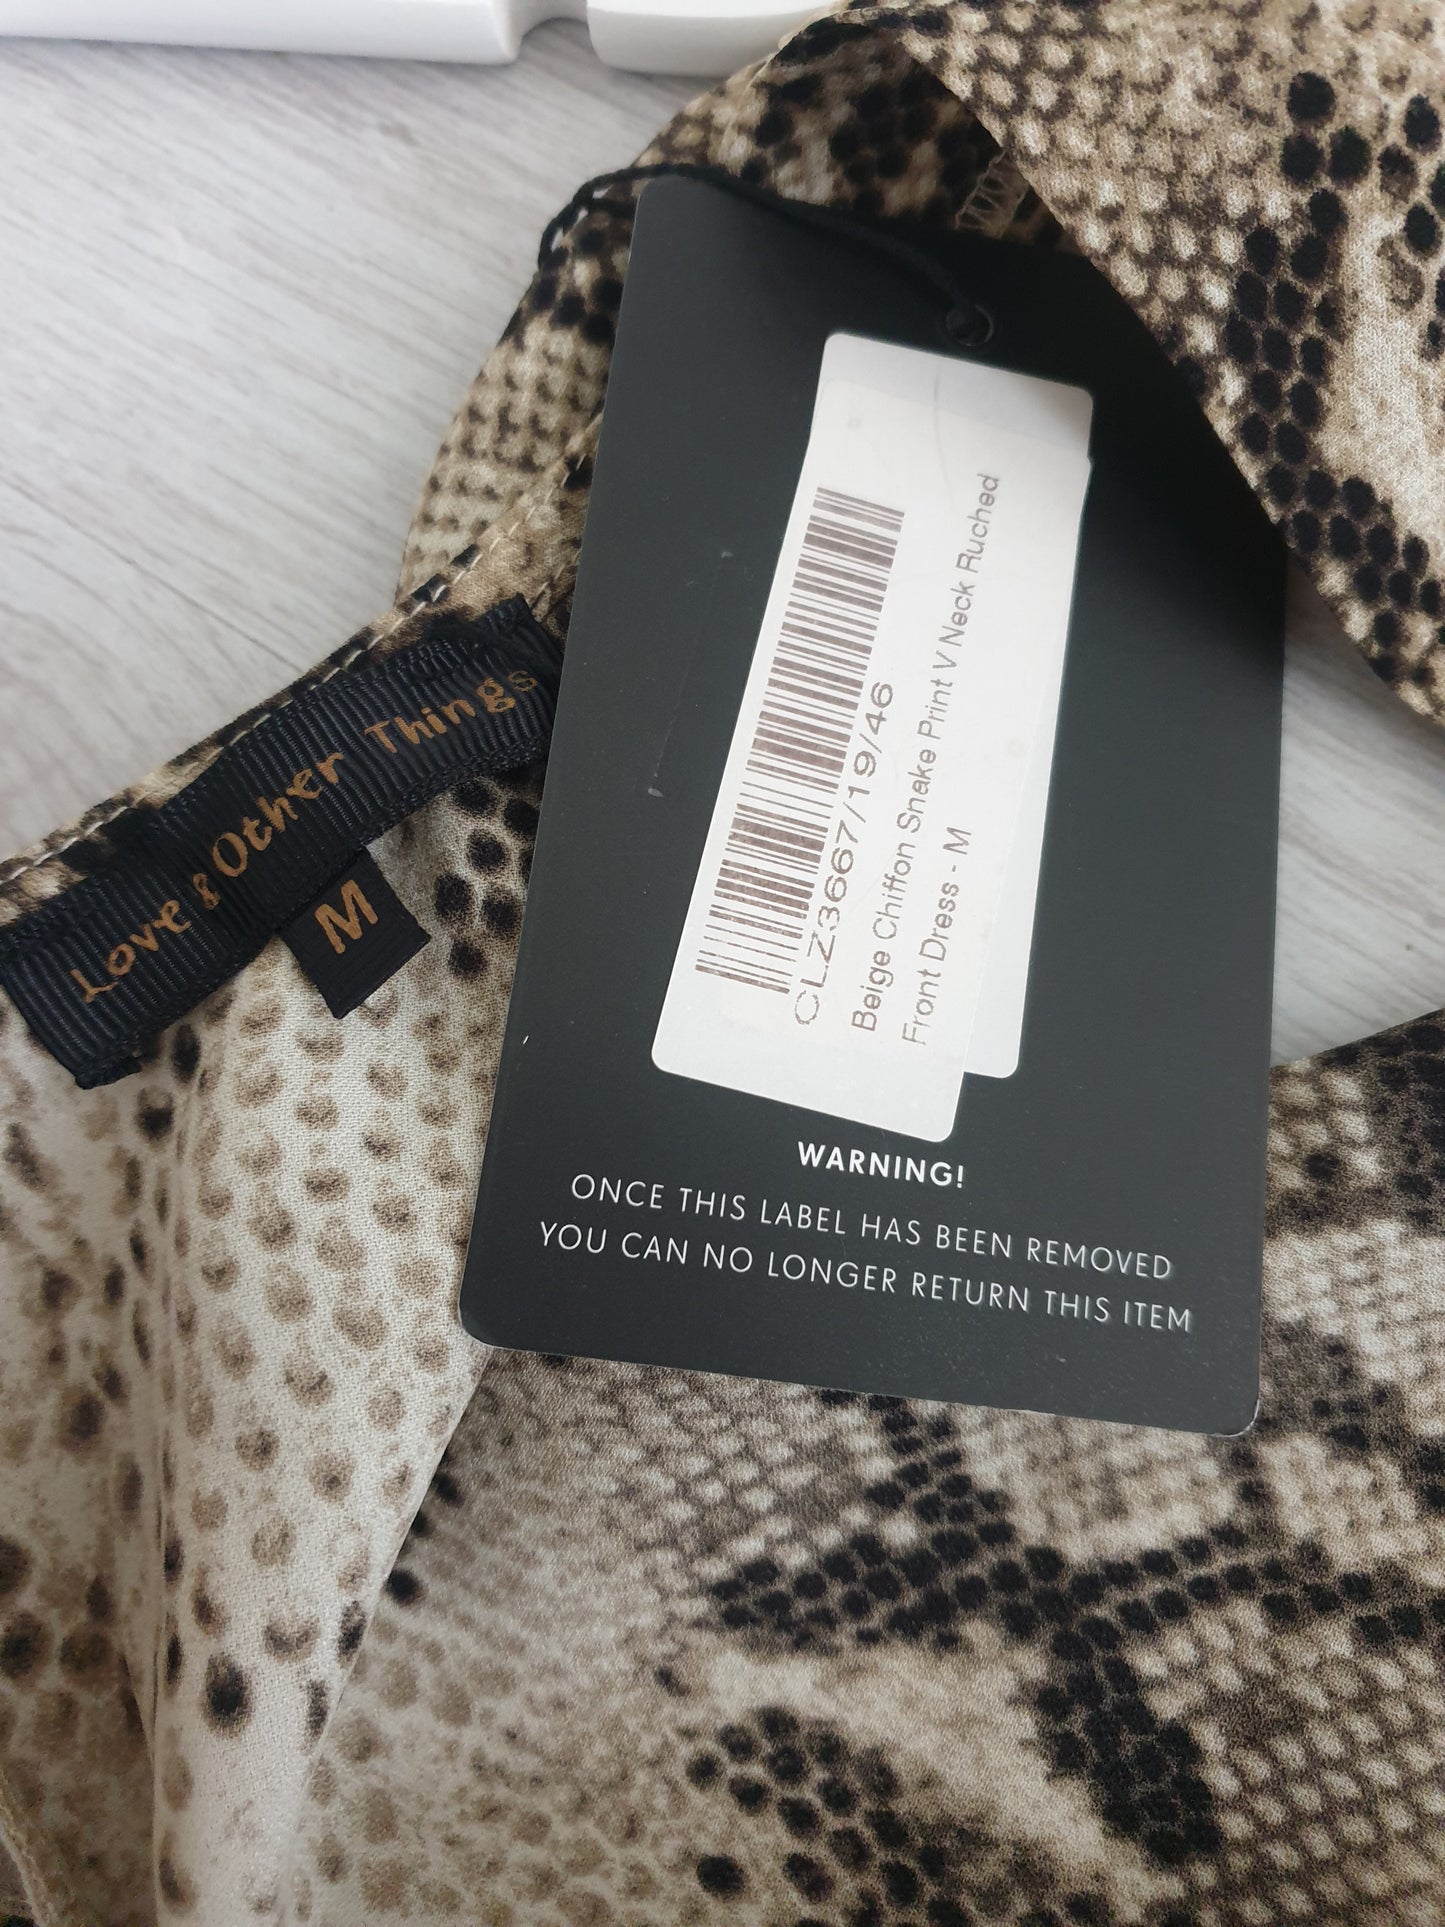 Love & Other Things
M
CLZ3667/19/46
Beige Chiffon Snake Print V Neck Ruched
Front Dress - M
WARNING!
ONCE THIS LABEL HAS BEEN REMOVED
YOU CAN NO LONGER RETURN THIS ITEM